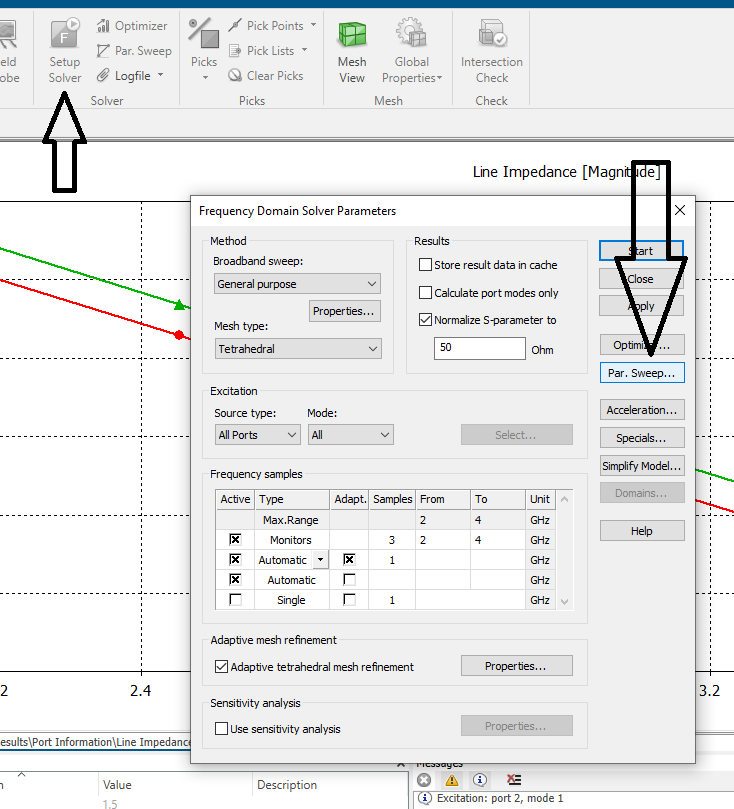 eld
obe
Setup
Solver
Optimizer
Par. Sweep
Logfile
Solver
Picks
Pick Points
Pick Lists
Clear Picks
Picks
Mesh
View
Global
Properties
Mesh
Intersection
Check
Check
Line Impedance [Magnitude]
Frequency Domain Solver Parameters
Method
Broadband sweep:
General purpose
Properties...
Mesh type:
Tetrahedral
Results
Store result data in cache
Calculate port modes only
Normalize S-parameter to
50 Ohm
Start
Close
Apply
Par. Sweep...
Acceleration...
Specials...
Simplify Model...
Domains...
Help
Excitation
Source type: Mode:
All Ports All Select...
Frequency samples
Active Type Adapt. Samples From To Unit
Max.Range 2 4 GHz
Monitors 3 2 4 GHz
Automatic 1 GHz
Automatic GHz
Single 1 GHz
Adaptive mesh refinement
Adaptive tetrahedral mesh refinement Properties...
Sensitivity analysis
Use sensitivity analysis Properties...
2 2.4 3.2
esults\Port Information\Line Impedance
Value Description
1.5
Messages
Excitation: port 2, mode 1